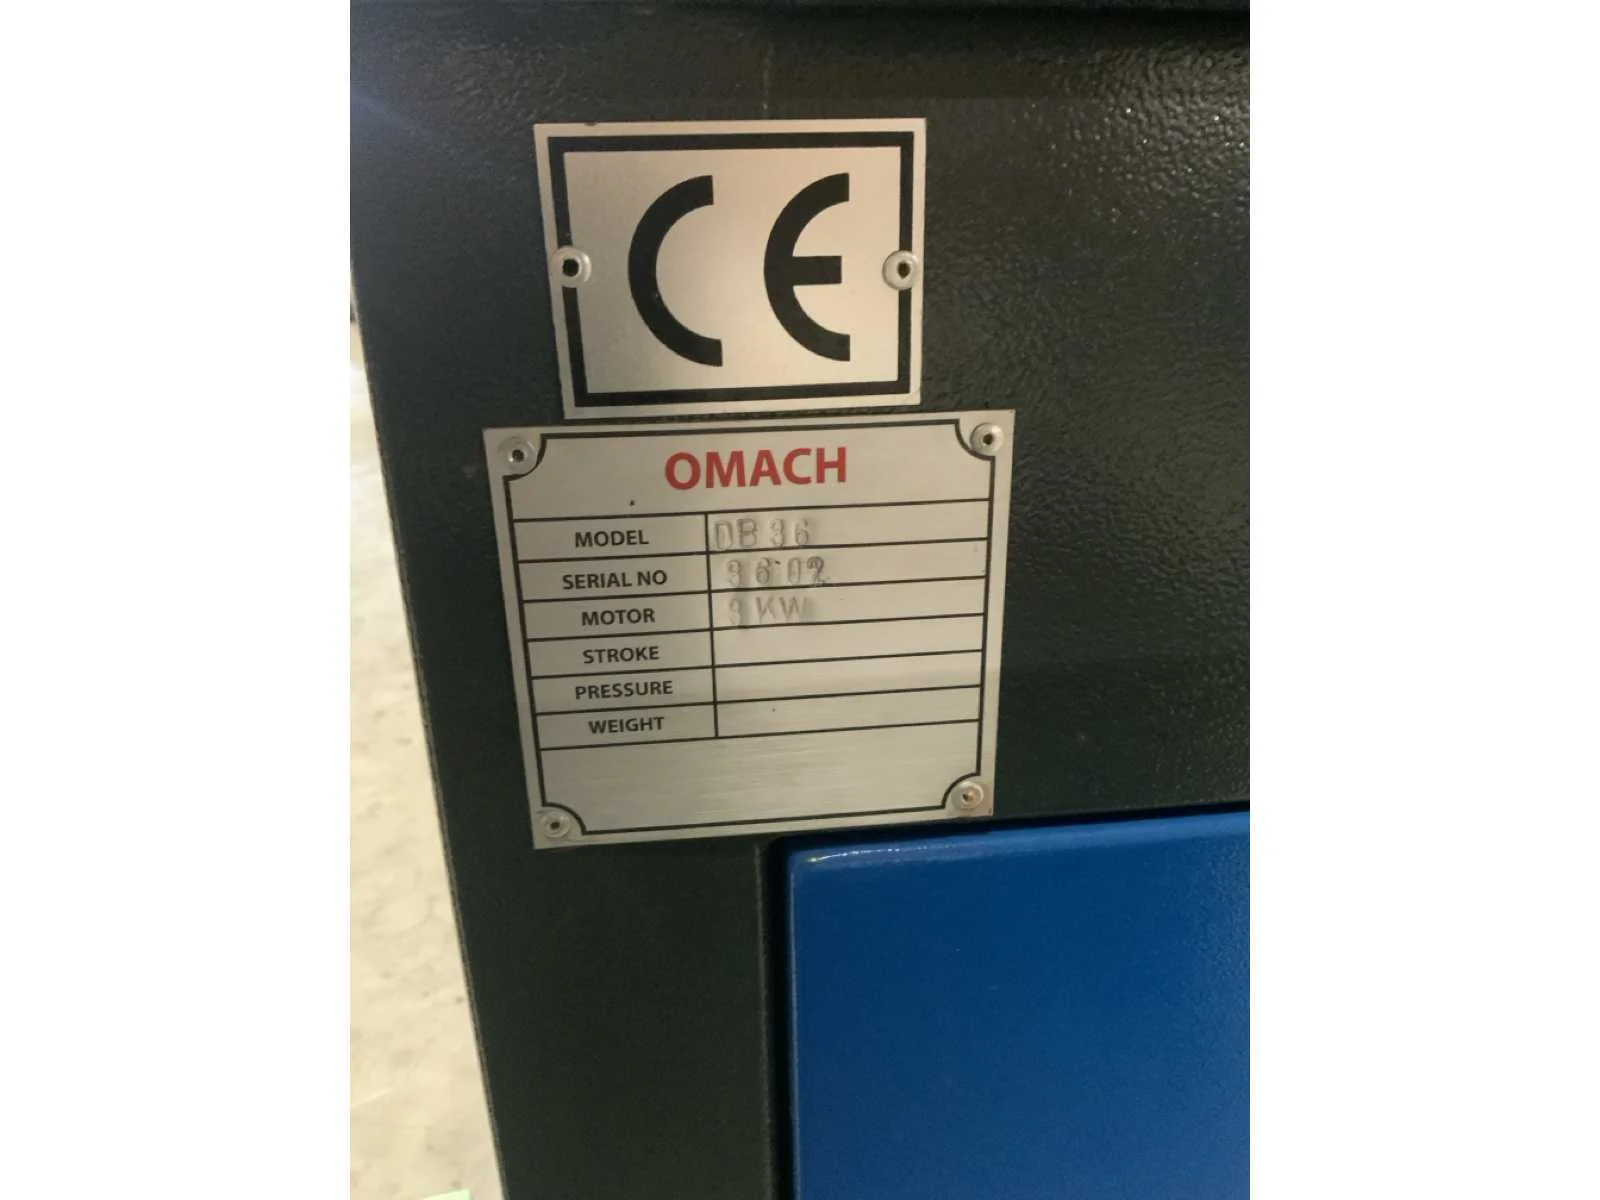 CE
OMACH
MODEL DB36
SERIAL NO 3602
MOTOR 3KW
STROKE
PRESSURE
WEIGHT